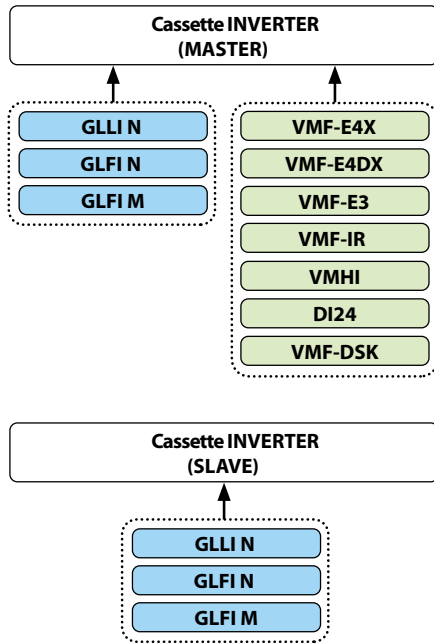 Cassette INVERTER
(MASTER)
GLLI N
GLFI N
GLFI M
VMF-E4X
VMF-E4DX
VMF-E3
VMF-IR
VMHI
DI24
VMF-DSK
Cassette INVERTER
(SLAVE)
GLLI N
GLFI N
GLFI M